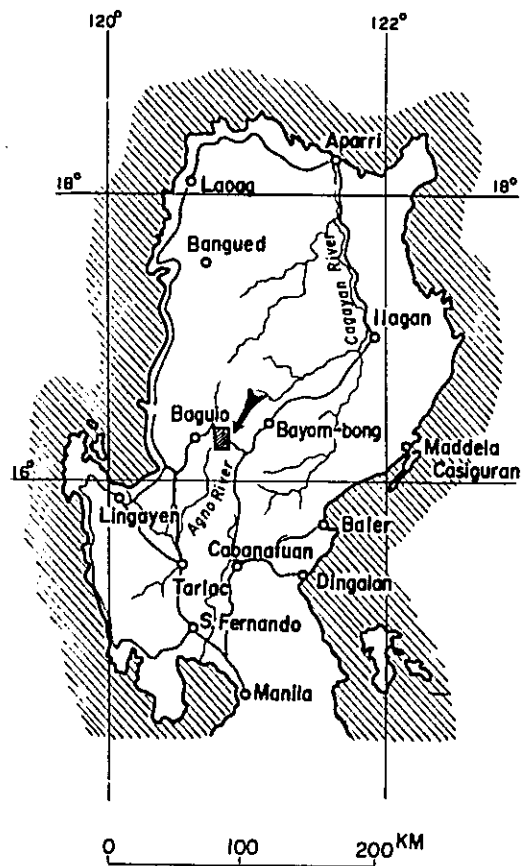 120°
122°
Aparri
18°
18°
Laoag
Bangued
Cagayan River
Ilagan
Baguio
Bayom-bong
Maddela
Casiguran
16°
Lingayen
Agno River
Baler
Cabanatuan
Tarlac
Dingalan
S. Fernando
Manila
0
100
200 KM